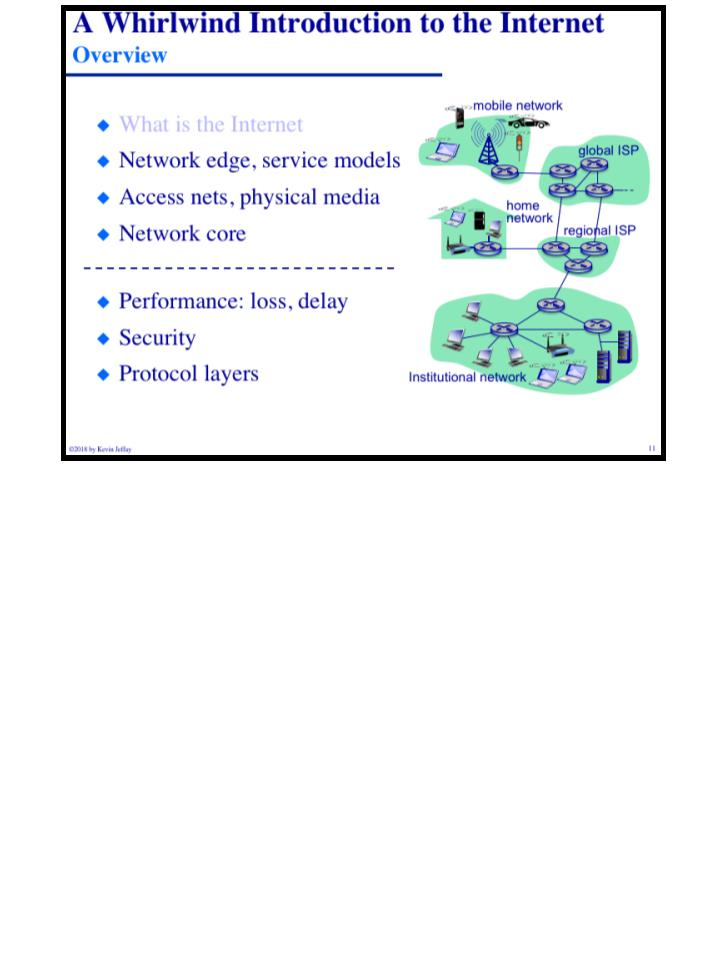 A Whirlwind Introduction to the Internet
Overview
What is the Internet
Network edge, service models
Access nets, physical media
Network core
Performance: loss, delay
Security
Protocol layers
mobile network
global ISP
home
network
regional ISP
Institutional network
©2018 by Kevin Jeffay
11